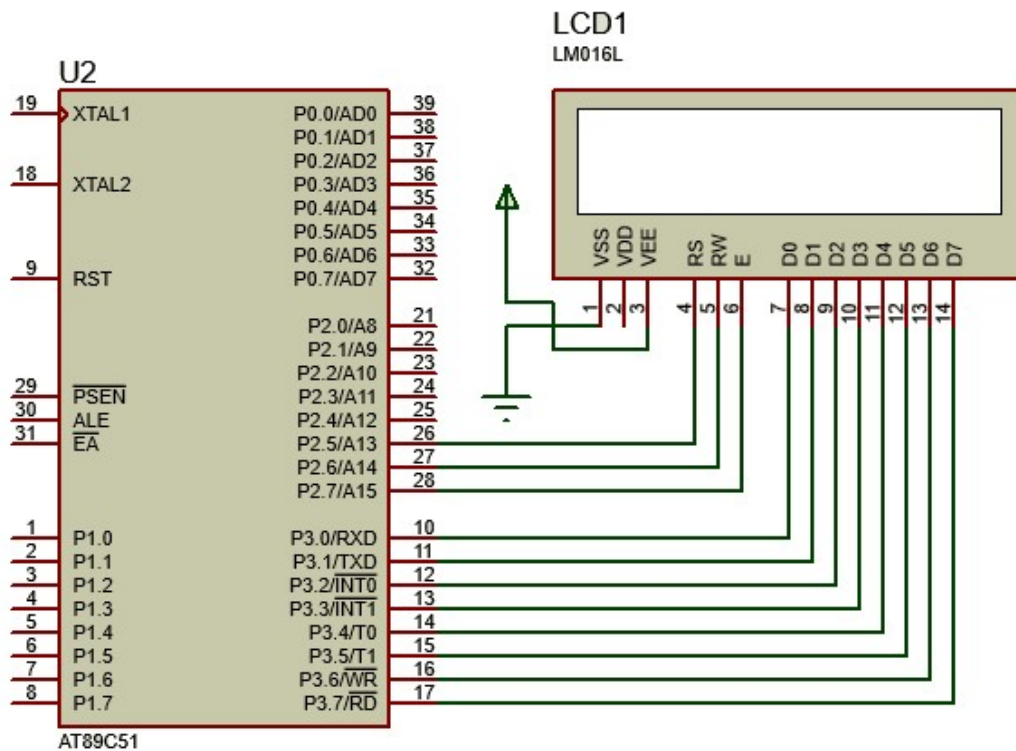 LCD1
LM016L
U2
19 XTAL1 P0.0/AD0 39
P0.1/AD1 38
P0.2/AD2 37
18 XTAL2 P0.3/AD3 36
P0.4/AD4 35
P0.5/AD5 34
P0.6/AD6 33
9 RST P0.7/AD7 32
P2.0/A8 21
P2.1/A9 22
P2.2/A10 23
29 PSEN P2.3/A11 24
30 ALE P2.4/A12 25
31 EA P2.5/A13 26
P2.6/A14 27
P2.7/A15 28
1 P1.0 P3.0/RXD 10
2 P1.1 P3.1/TXD 11
3 P1.2 P3.2/INT0 12
4 P1.3 P3.3/INT1 13
5 P1.4 P3.4/T0 14
6 P1.5 P3.5/T1 15
7 P1.6 P3.6/WR 16
8 P1.7 P3.7/RD 17
AT89C51
VSS VDD VEE RS RW E D0 D1 D2 D3 D4 D5 D6 D7
1 2 3 4 5 6 7 8 9 10 11 12 13 14